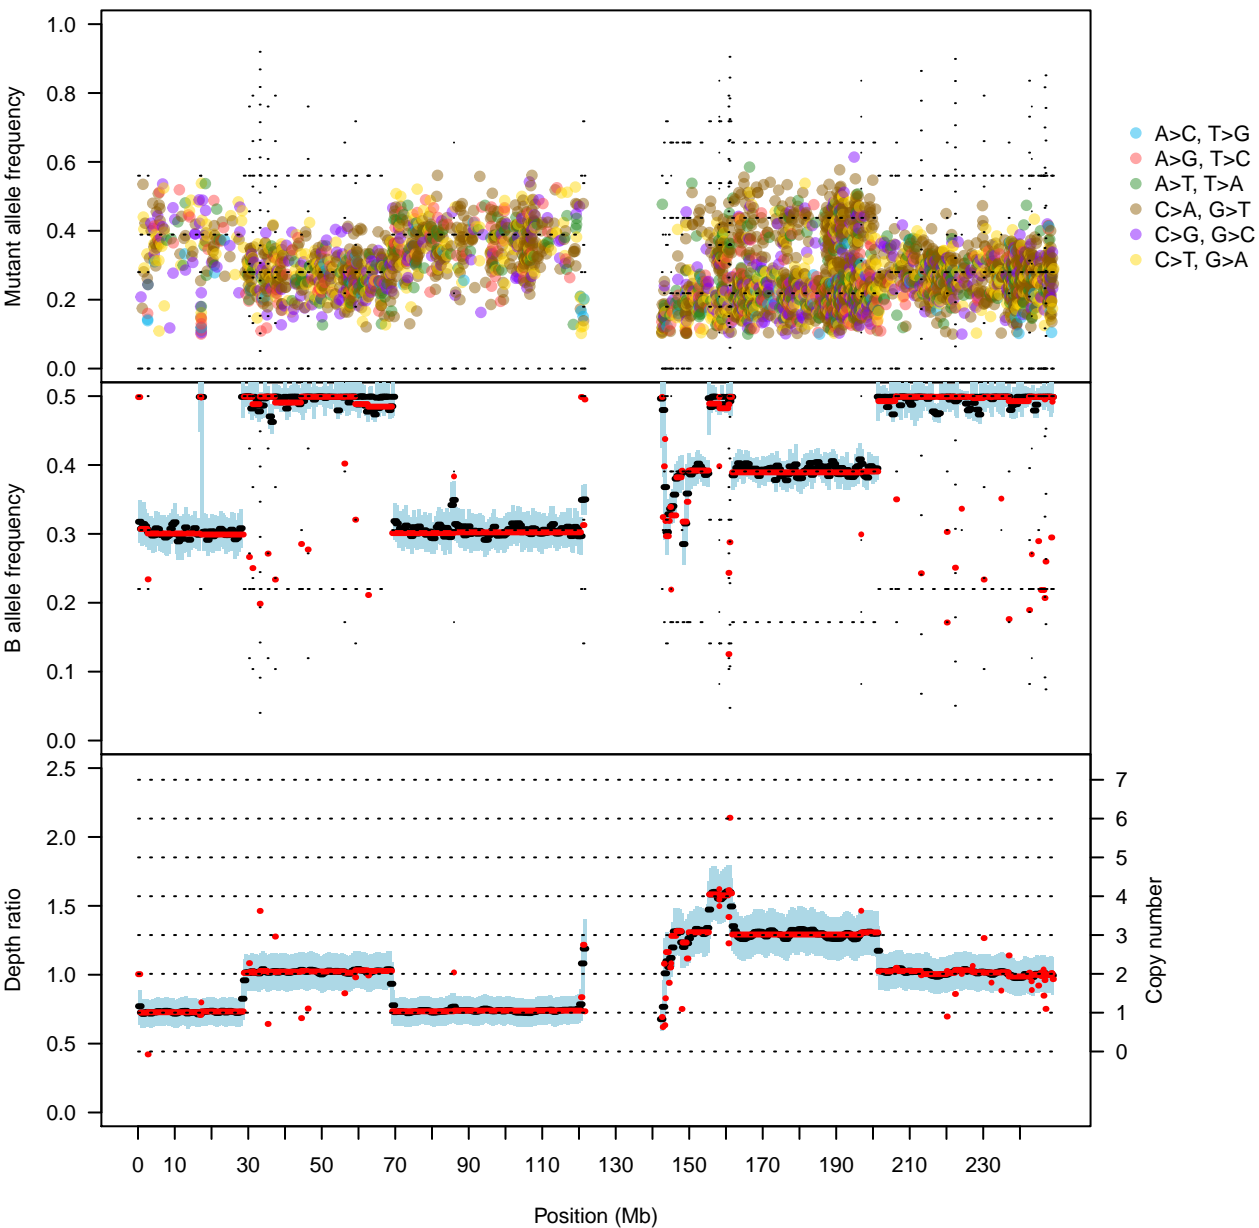 1.0
0.8
0.6
0.4
0.2
0.0
Mutant allele frequency
A>C, T>G
A>G, T>C
A>T, T>A
C>A, G>T
C>G, G>C
C>T, G>A
0.5
0.4
0.3
0.2
0.1
0.0
B allele frequency
2.5
2.0
1.5
1.0
0.5
0.0
Depth ratio
7
6
5
4
3
2
1
0
Copy number
0 10 30 50 70 90 110 130 150 170 190 210 230
Position (Mb)